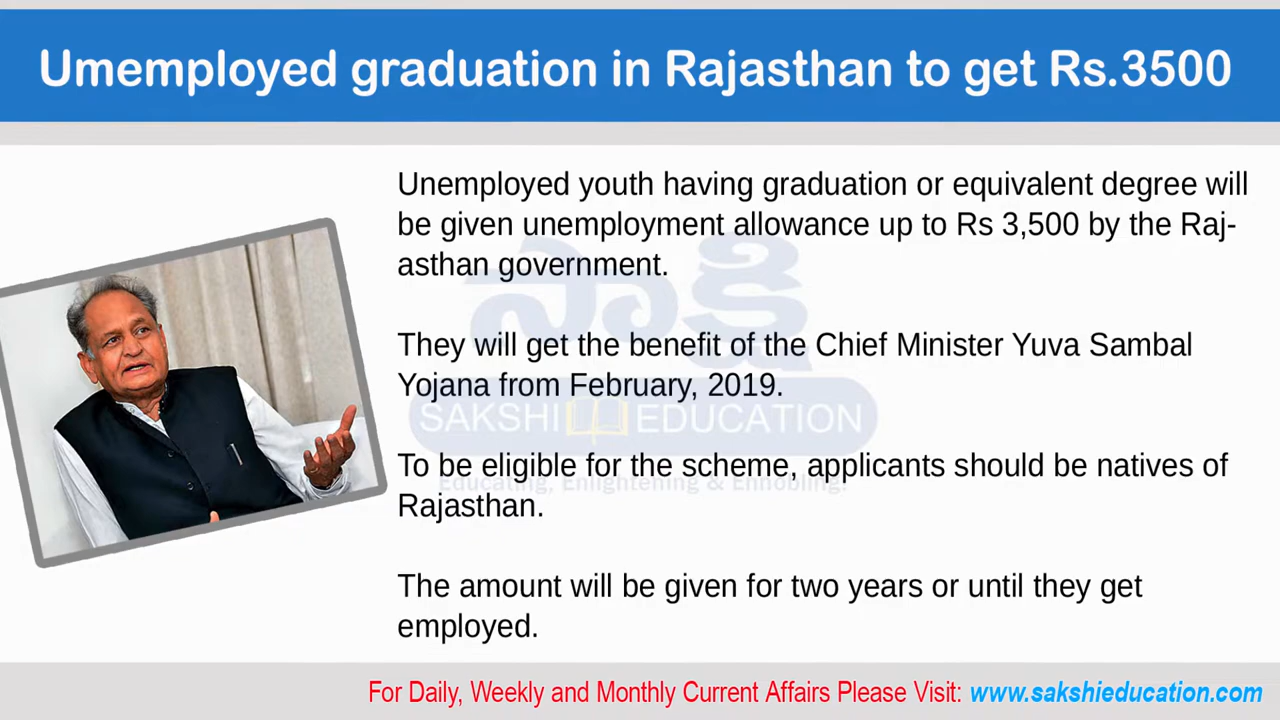 Umemployed graduation in Rajasthan to get Rs.3500
Unemployed youth having graduation or equivalent degree will
be given unemployment allowance up to Rs 3,500 by the Raj-
asthan government.
They will get the benefit of the Chief Minister Yuva Sambal
Yojana from February, 2019.
సాక్షి
SAKSHI EDUCATION
To be eligible for the scheme, applicants should be natives of
Educating, Enlightening & Ennobling!
Rajasthan.
The amount will be given for two years or until they get
employed.
For Daily, Weekly and Monthly Current Affairs Please Visit: www.sakshieducation.com